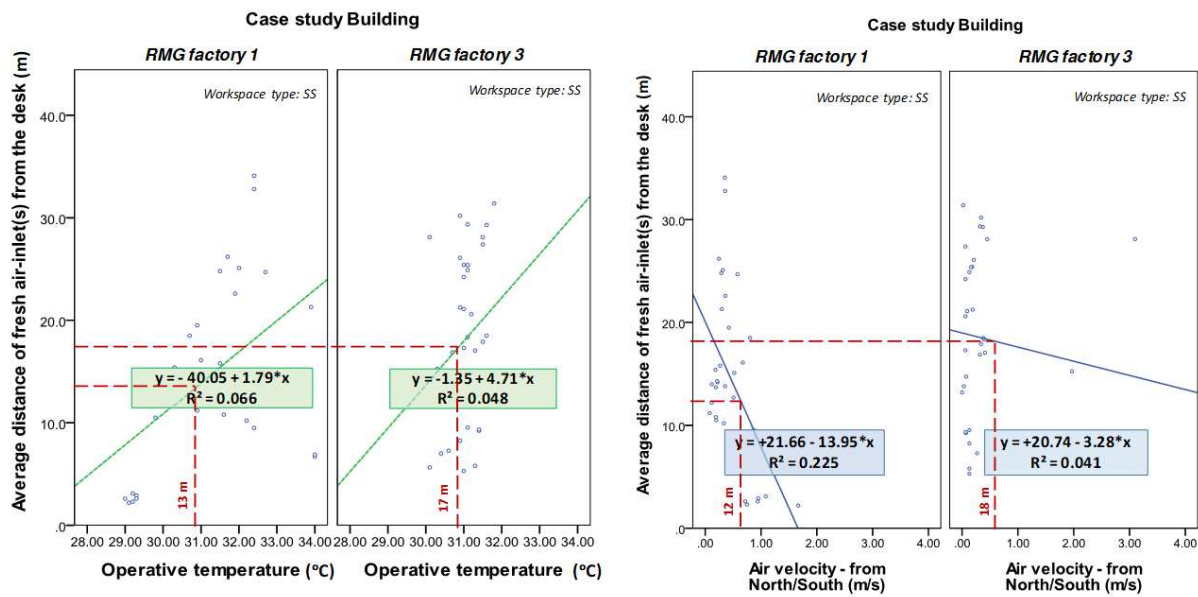 Case study Building
RMG factory 1
RMG factory 3
Average distance of fresh air-inlet(s) from the desk (m)
Workspace type: SS
Workspace type: SS
40.0
30.0
20.0
10.0
.0
y = - 40.05 + 1.79*x
R² = 0.066
y = -1.35 + 4.71*x
R² = 0.048
13 m
17 m
28.00 29.00 30.00 31.00 32.00 33.00 34.00
28.00 29.00 30.00 31.00 32.00 33.00 34.00
Operative temperature (°C)
Operative temperature (°C)
Case study Building
RMG factory 1
RMG factory 3
Average distance of fresh air-inlet(s) from the desk (m)
Workspace type: SS
Workspace type: SS
40.0
30.0
20.0
10.0
.0
y = +21.66 - 13.95*x
R² = 0.225
y = +20.74 - 3.28*x
R² = 0.041
12 m
18 m
.00 1.00 2.00 3.00 4.00
.00 1.00 2.00 3.00 4.00
Air velocity - from
North/South (m/s)
Air velocity - from
North/South (m/s)